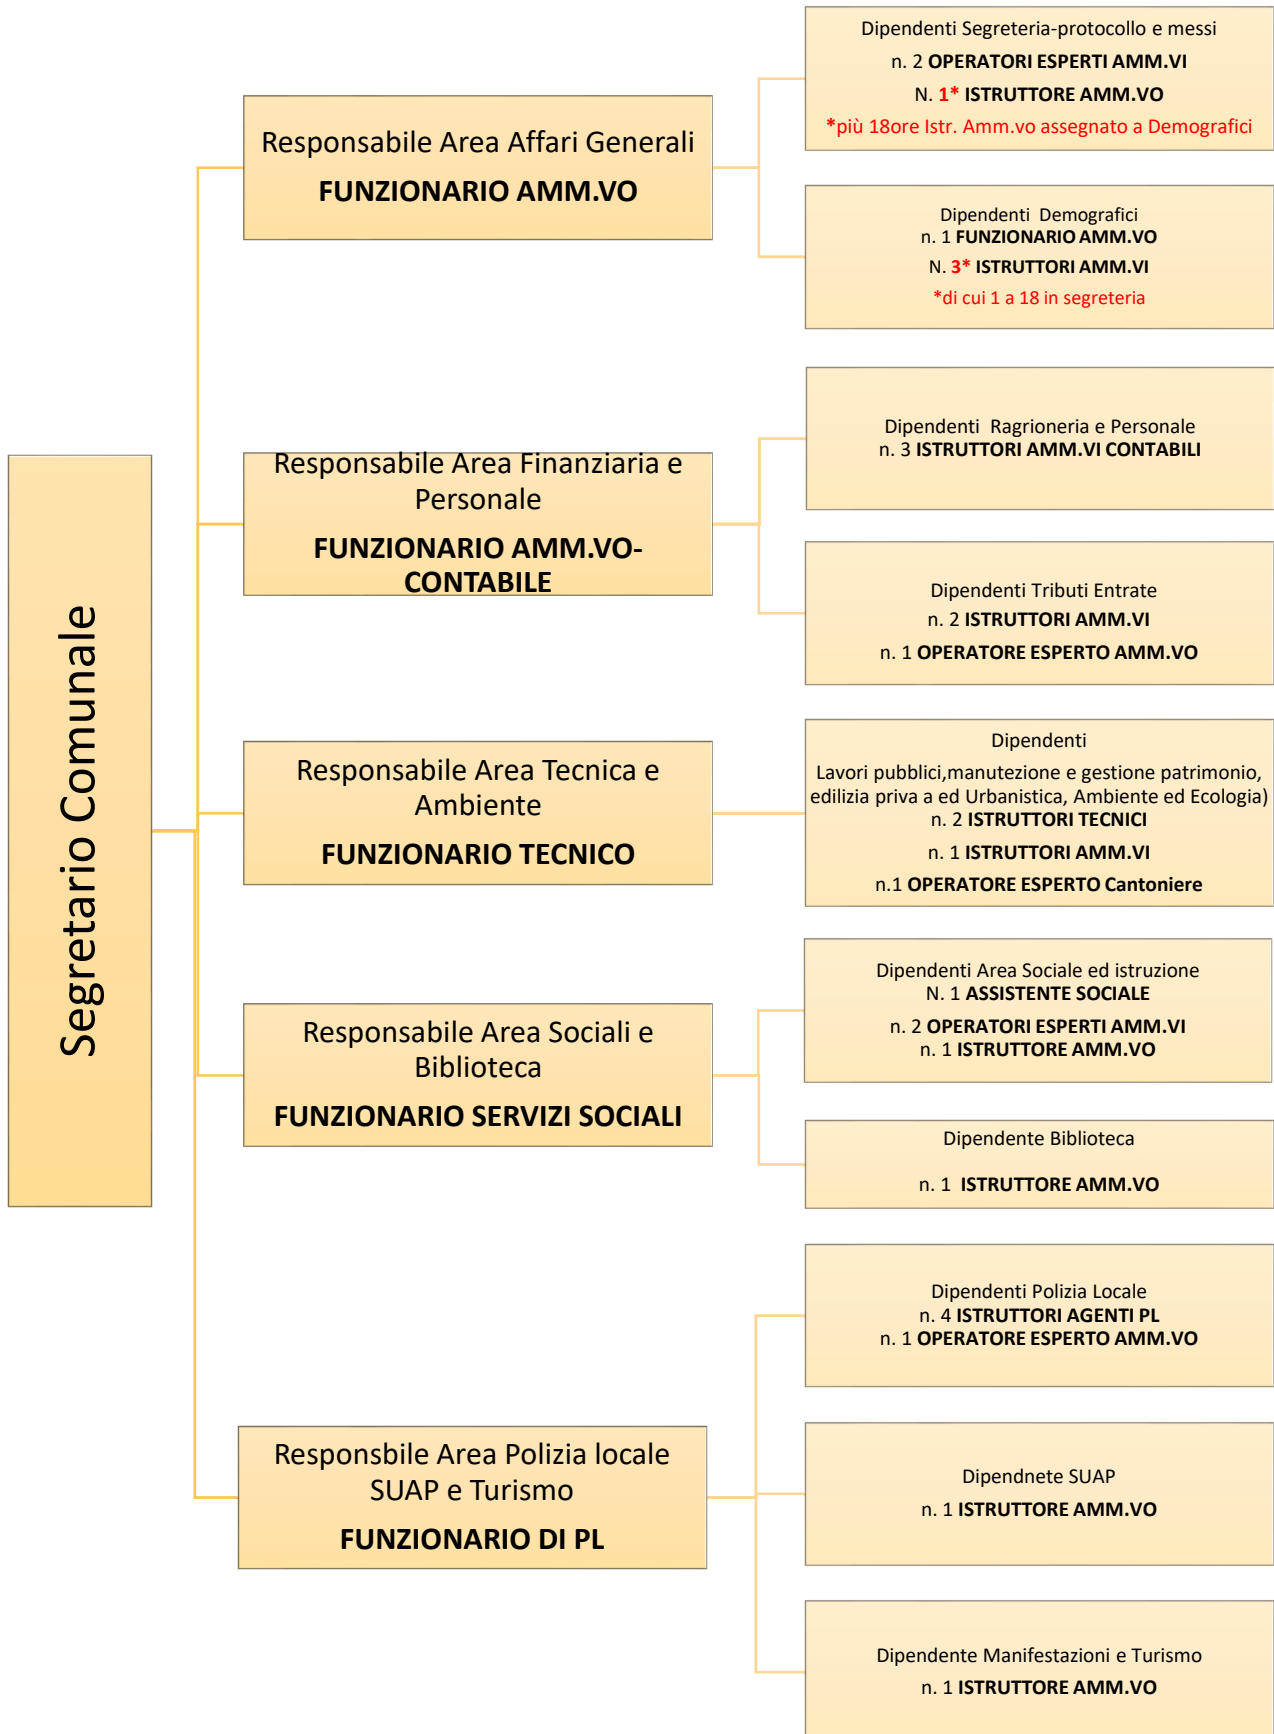 Segretario Comunale
Responsabile Area Affari Generali
FUNZIONARIO AMM.VO
Dipendenti Segreteria-protocollo e messi
n. 2 OPERATORI ESPERTI AMM.VI
N. 1* ISTRUTTORE AMM.VO
*più 18ore Istr. Amm.vo assegnato a Demografici
Dipendenti Demografici
n. 1 FUNZIONARIO AMM.VO
N. 3* ISTRUTTORI AMM.VI
*di cui 1 a 18 in segreteria
Responsabile Area Finanziaria e
Personale
FUNZIONARIO AMM.VO-
CONTABILE
Dipendenti Ragrioneria e Personale
n. 3 ISTRUTTORI AMM.VI CONTABILI
Dipendenti Tributi Entrate
n. 2 ISTRUTTORI AMM.VI
n. 1 OPERATORE ESPERTO AMM.VO
Responsabile Area Tecnica e
Ambiente
FUNZIONARIO TECNICO
Dipendenti
Lavori pubblici,manutezione e gestione patrimonio,
edilizia priva a ed Urbanistica, Ambiente ed Ecologia)
n. 2 ISTRUTTORI TECNICI
n. 1 ISTRUTTORI AMM.VI
n.1 OPERATORE ESPERTO Cantoniere
Responsabile Area Sociali e
Biblioteca
FUNZIONARIO SERVIZI SOCIALI
Dipendenti Area Sociale ed istruzione
N. 1 ASSISTENTE SOCIALE
n. 2 OPERATORI ESPERTI AMM.VI
n. 1 ISTRUTTORE AMM.VO
Dipendente Biblioteca
n. 1 ISTRUTTORE AMM.VO
Responsbile Area Polizia locale
SUAP e Turismo
FUNZIONARIO DI PL
Dipendenti Polizia Locale
n. 4 ISTRUTTORI AGENTI PL
n. 1 OPERATORE ESPERTO AMM.VO
Dipendnete SUAP
n. 1 ISTRUTTORE AMM.VO
Dipendente Manifestazioni e Turismo
n. 1 ISTRUTTORE AMM.VO